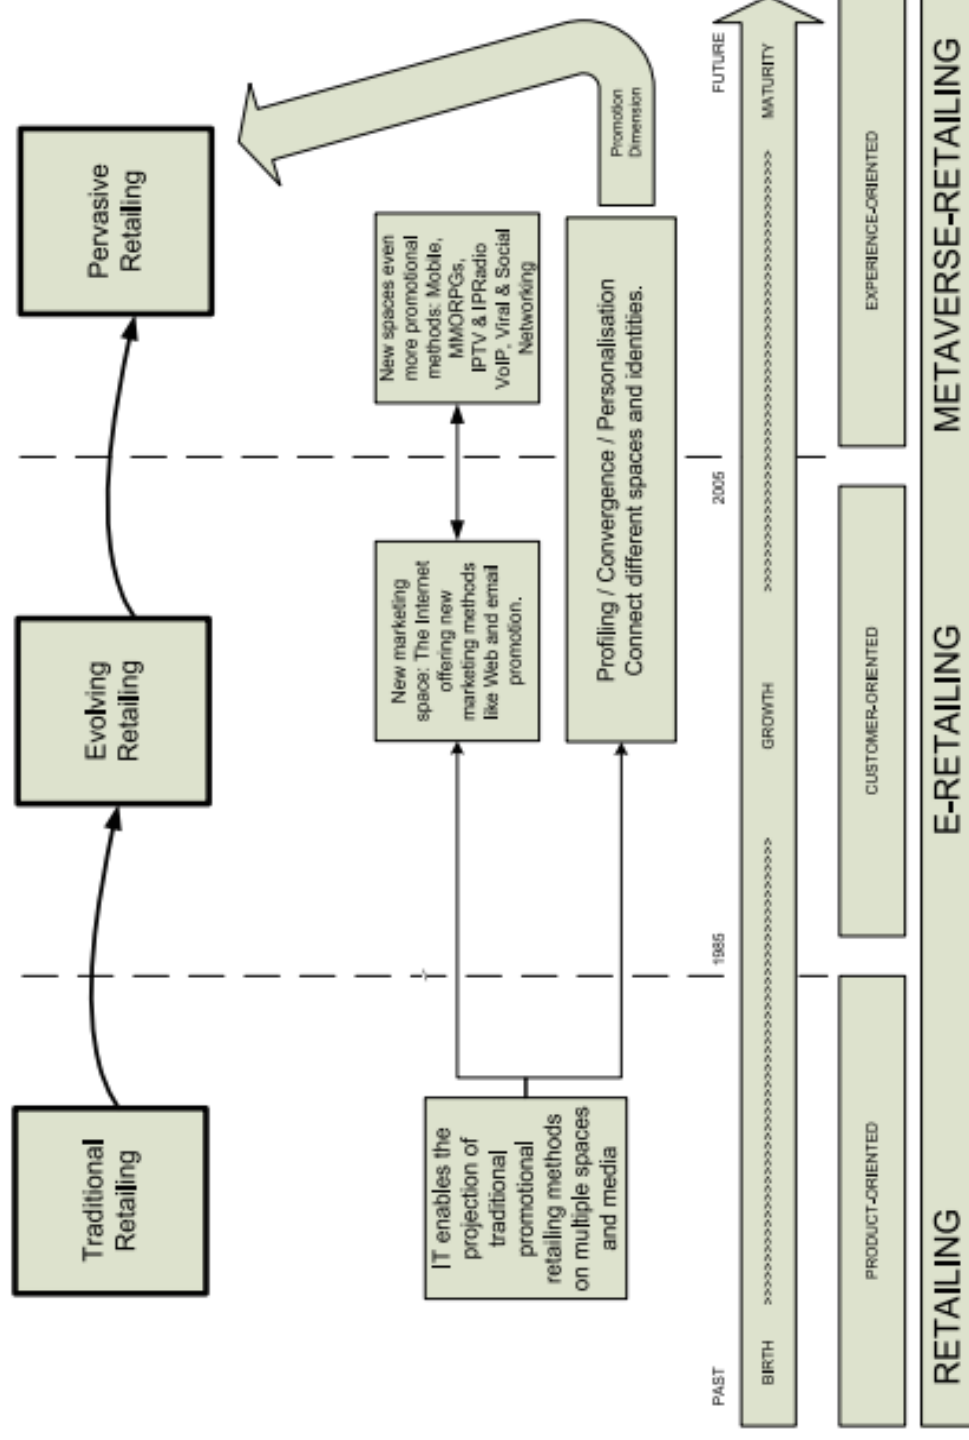 Traditional
Retailing
Evolving
Retailing
Pervasive
Retailing
IT enables the
projection of
traditional
promotional
retailing methods
on multiple spaces
and media
New marketing
space: The Internet
offering new
marketing methods
like Web and email
promotion.
New spaces even
more promotional
methods: Mobile,
MMORPGs,
IPTV & IPRadio
VoIP, Viral & Social
Networking
Profiling / Convergence / Personalisation
Connect different spaces and identities.
Promotion
Dimension
PAST
1985
2005
FUTURE
BIRTH
GROWTH
MATURITY
PRODUCT-ORIENTED
CUSTOMER-ORIENTED
EXPERIENCE-ORIENTED
RETAILING
E-RETAILING
METAVERSE-RETAILING